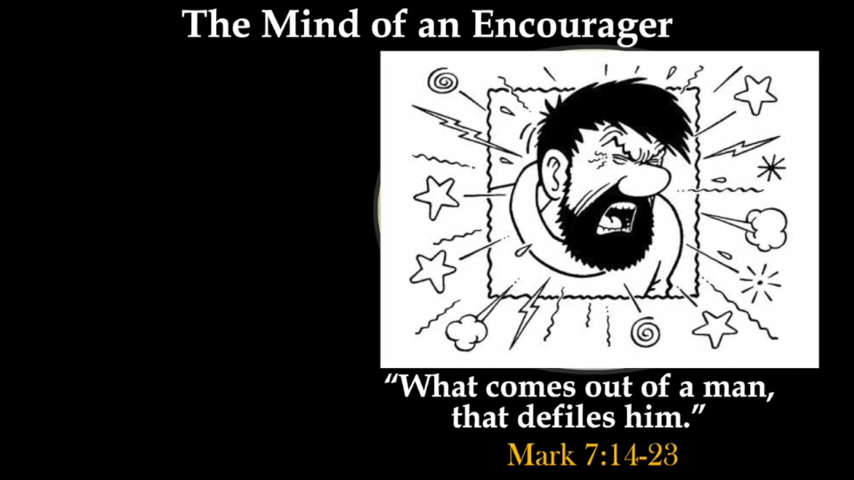 The Mind of an Encourager
“What comes out of a man,
that defiles him.”
Mark 7:14-23